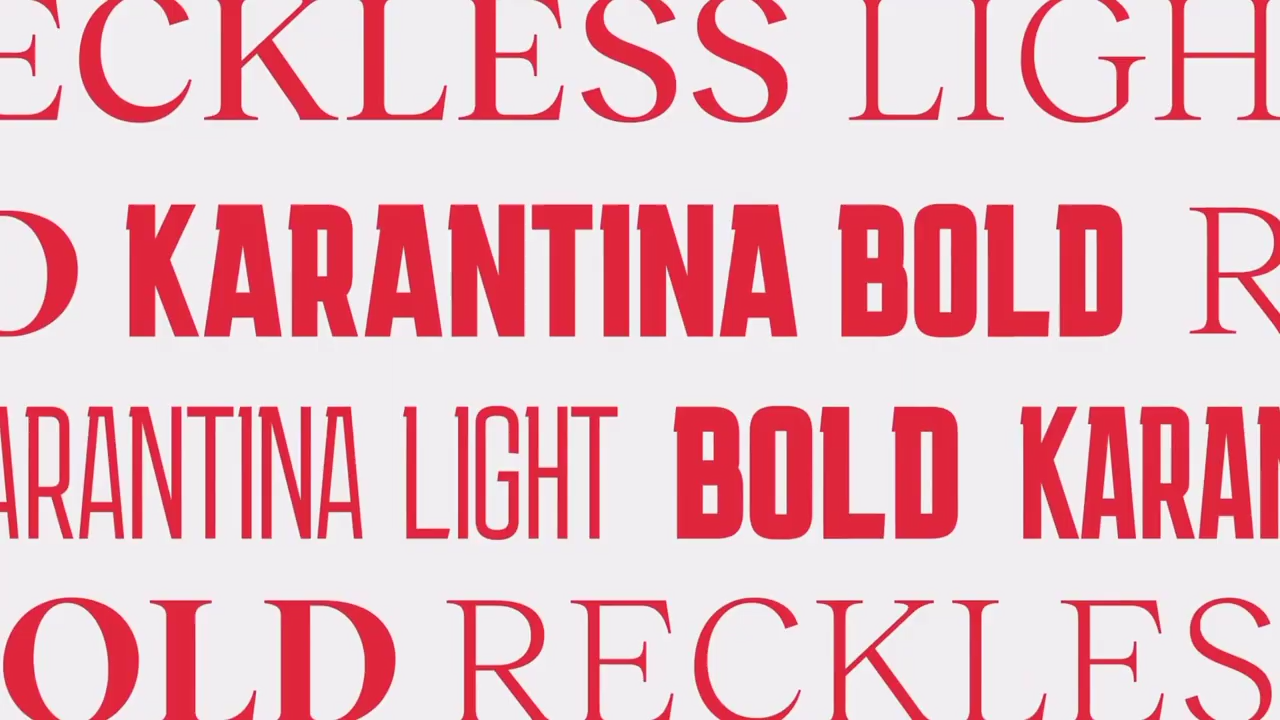 ECKLESS LIGH
D KARANTINA BOLD R
ARANTINA LIGHT BOLD KARAN
OLD RECKLES